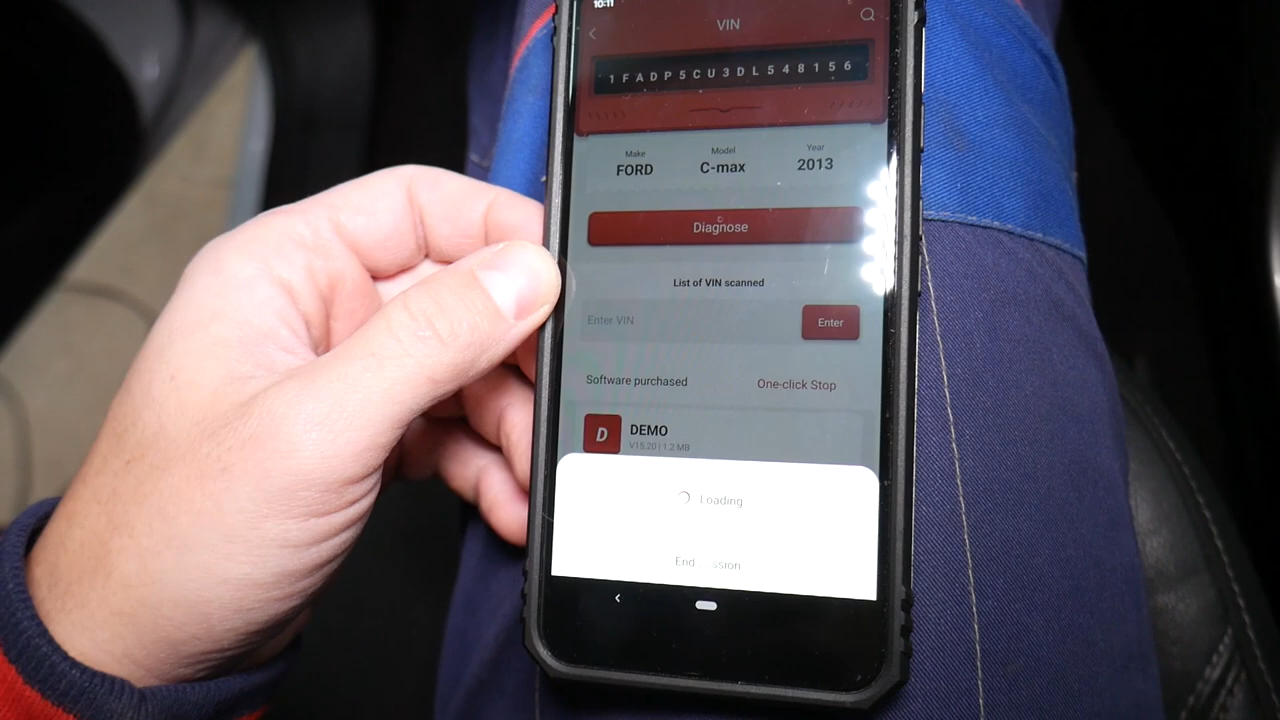 10:11
VIN
1FADP5CU3DL548156
Make Model Year
FORD C-max 2013
Diagnose
List of VIN scanned
Enter VIN Enter
Software purchased One-click Stop
D DEMO
V15.20 | 1.2 MB
Loading
End